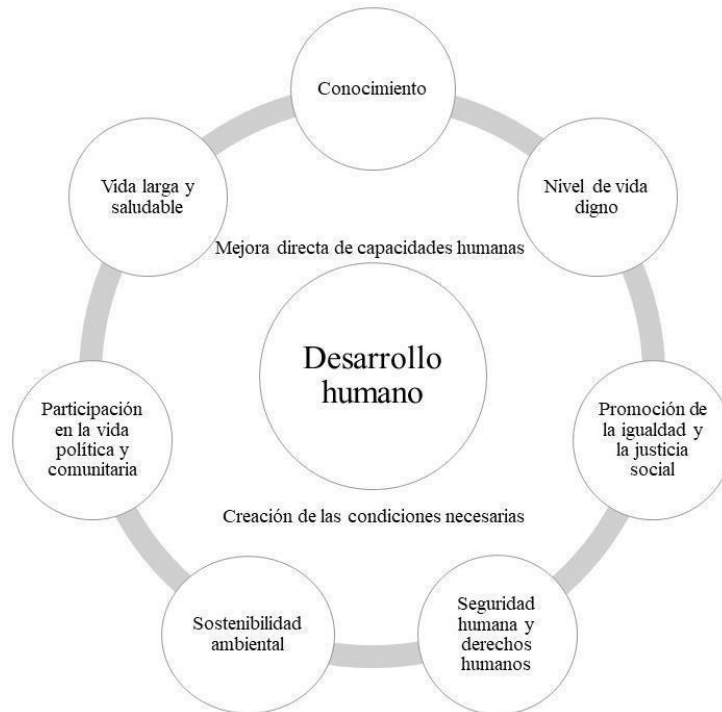 Conocimiento
Vida larga y
saludable
Nivel de vida
digno
Mejora directa de capacidades humanas
Desarrollo
humano
Participación
en la vida
política y
comunitaria
Promoción de
la igualdad y
la justicia
social
Creación de las condiciones necesarias
Sostenibilidad
ambiental
Seguridad
humana y
derechos
humanos